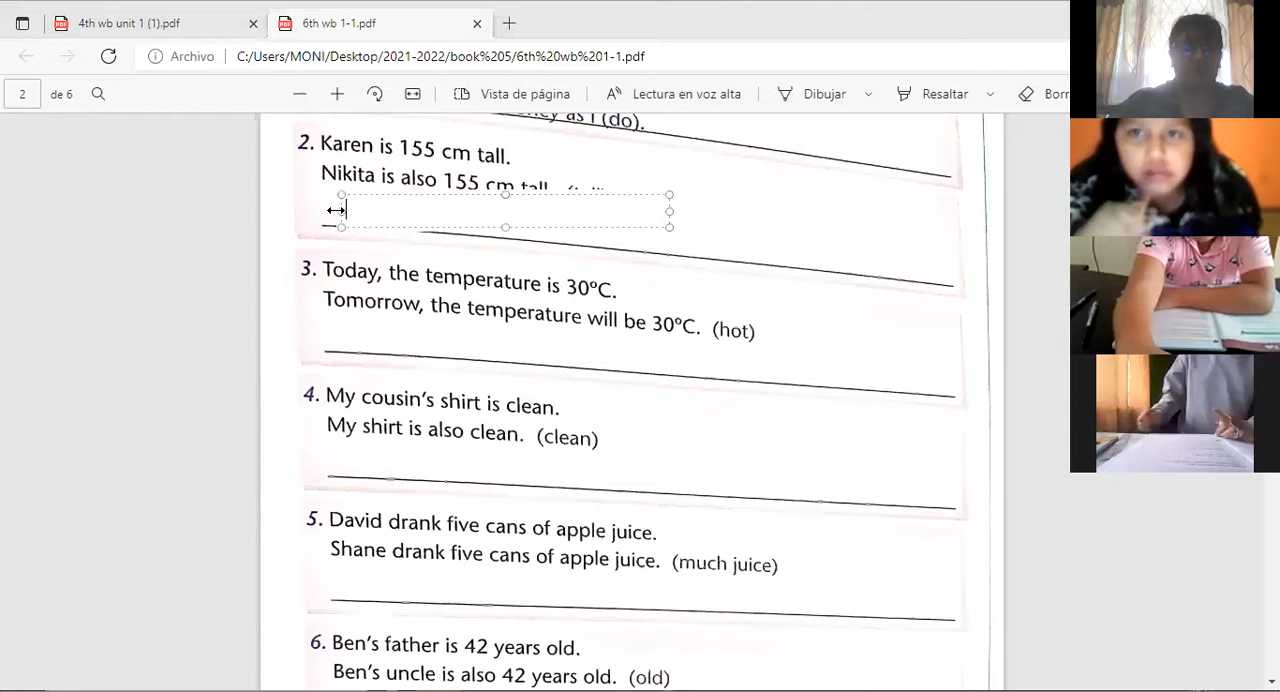 4th wb unit 1 (1).pdf
6th wb 1-1.pdf
Archivo
C:/Users/MONI/Desktop/2021-2022/book%205/6th%20wb%201-1.pdf
2
de 6
Vista de página
Lectura en voz alta
Dibujar
Resaltar
Borr
as I (do).
2. Karen is 155 cm tall.
Nikita is also 155 cm tall.
3. Today, the temperature is 30ºC.
Tomorrow, the temperature will be 30ºC. (hot)
4. My cousin's shirt is clean.
My shirt is also clean. (clean)
5. David drank five cans of apple juice.
Shane drank five cans of apple juice. (much juice)
6. Ben's father is 42 years old.
Ben's uncle is also 42 years old. (old)